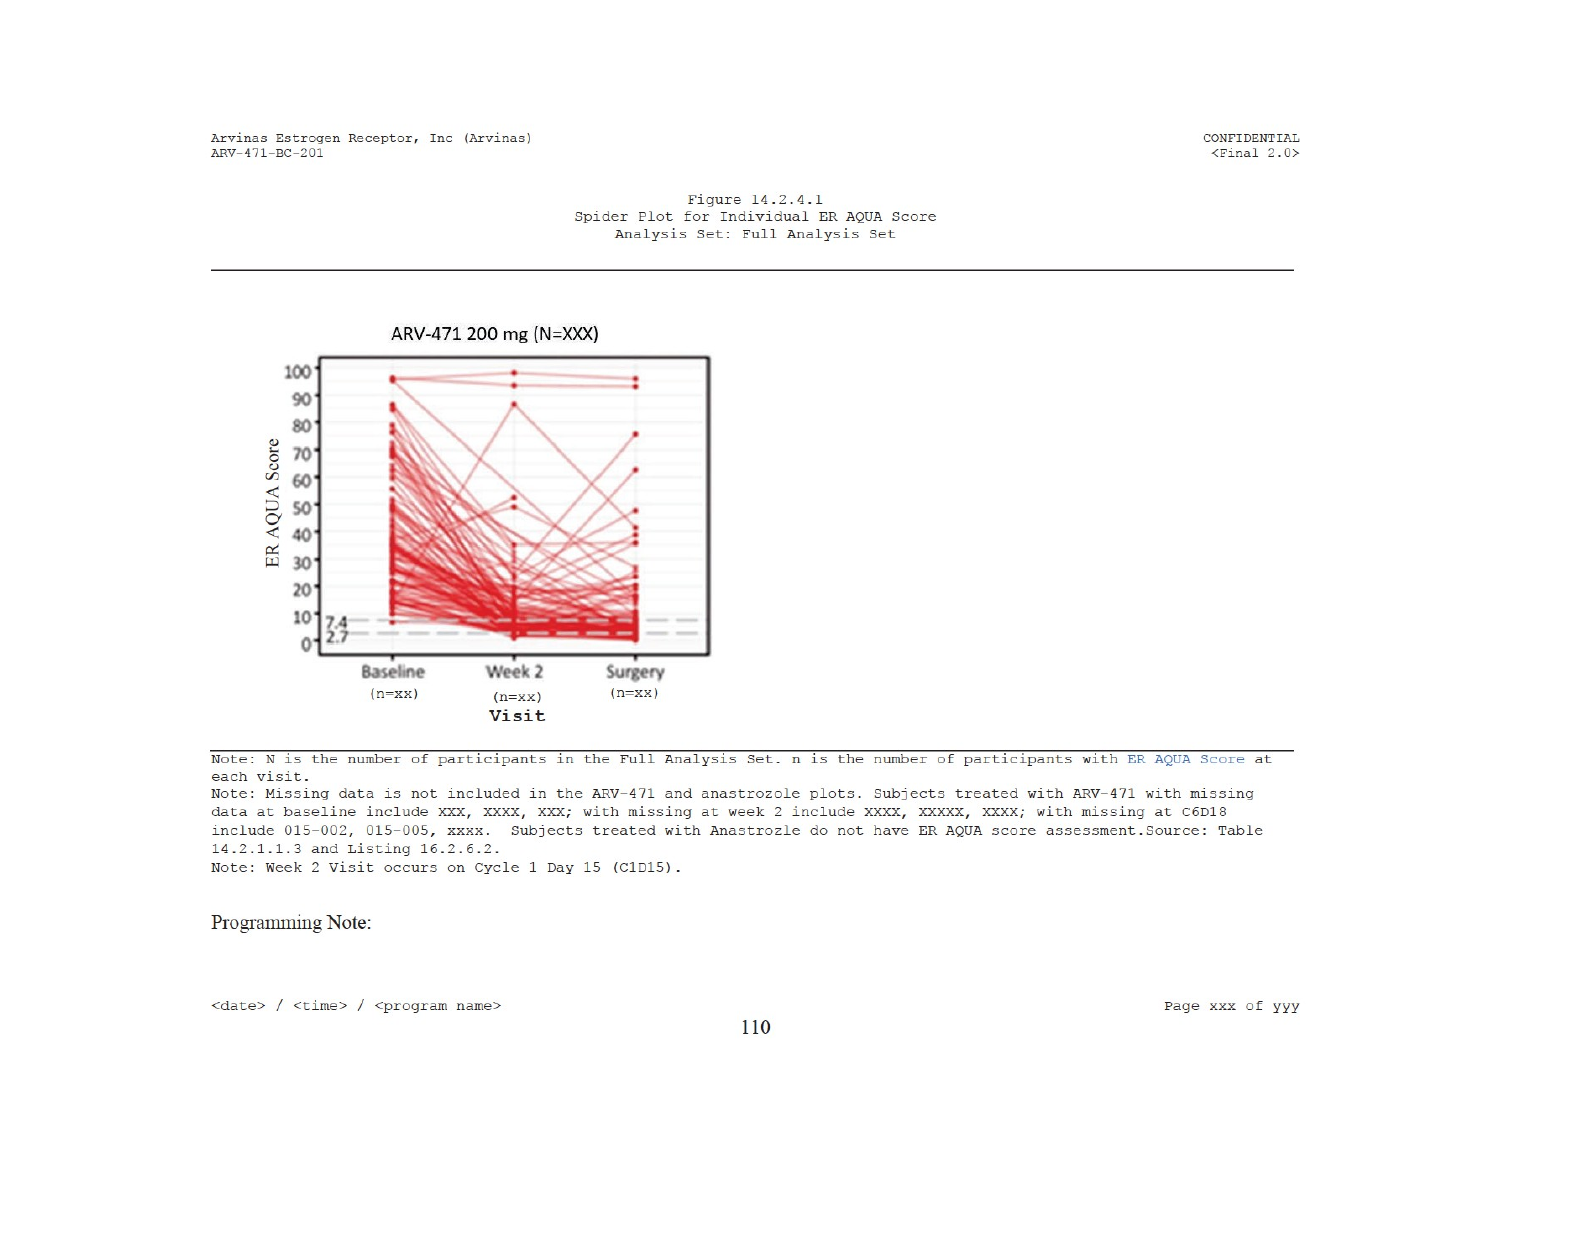 Arvinas Estrogen Receptor, Inc (Arvinas) CONFIDENTIAL
ARV-471-BC-201 <Final 2.0>
Figure 14.2.4.1
Spider Plot for Individual ER AQUA Score
Analysis Set: Full Analysis Set
ARV-471 200 mg (N=XXX)
ER AQUA Score
100
90
80
70
60
50
40
30
20
10
0
7.4
2.7
Baseline Week 2 Surgery
(n=xx) (n=xx) (n=xx)
Visit
Note: N is the number of participants in the Full Analysis Set. n is the number of participants with ER AQUA Score at
each visit.
Note: Missing data is not included in the ARV-471 and anastrozole plots. Subjects treated with ARV-471 with missing
data at baseline include XXX, XXXX, XXX; with missing at week 2 include XXXX, XXXXX, XXXX; with missing at C6D18
include 015-002, 015-005, xxxx. Subjects treated with Anastrozle do not have ER AQUA score assessment.Source: Table
14.2.1.1.3 and Listing 16.2.6.2.
Note: Week 2 Visit occurs on Cycle 1 Day 15 (C1D15).
Programming Note:
<date> / <time> / <program name> Page xxx of yyy
110